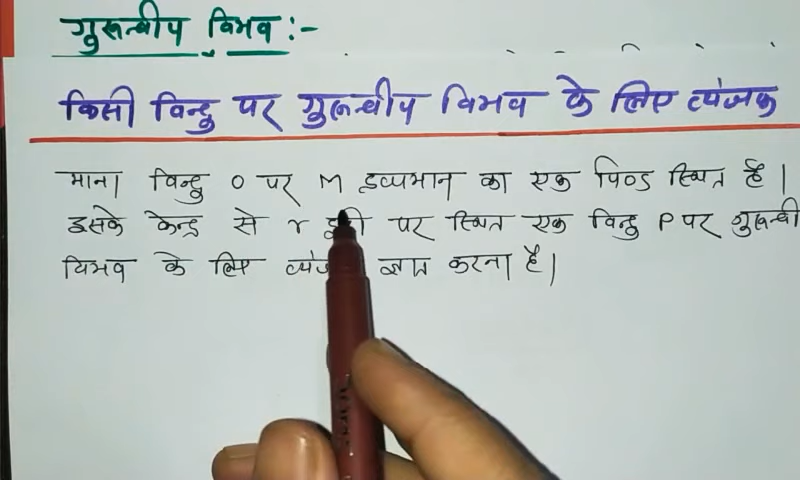 गुरुत्वीय विभव :-
किसी विन्दु पर गुरुत्वीय विभव के लिए व्यंजक
माना विन्दु O पर M द्रव्यमान का एक पिण्ड स्थित है।
इसके केन्द्र से r दूरी पर स्थित एक विन्दु P पर गुरुत्वी
विभव के लिए ज्ञात करना है।